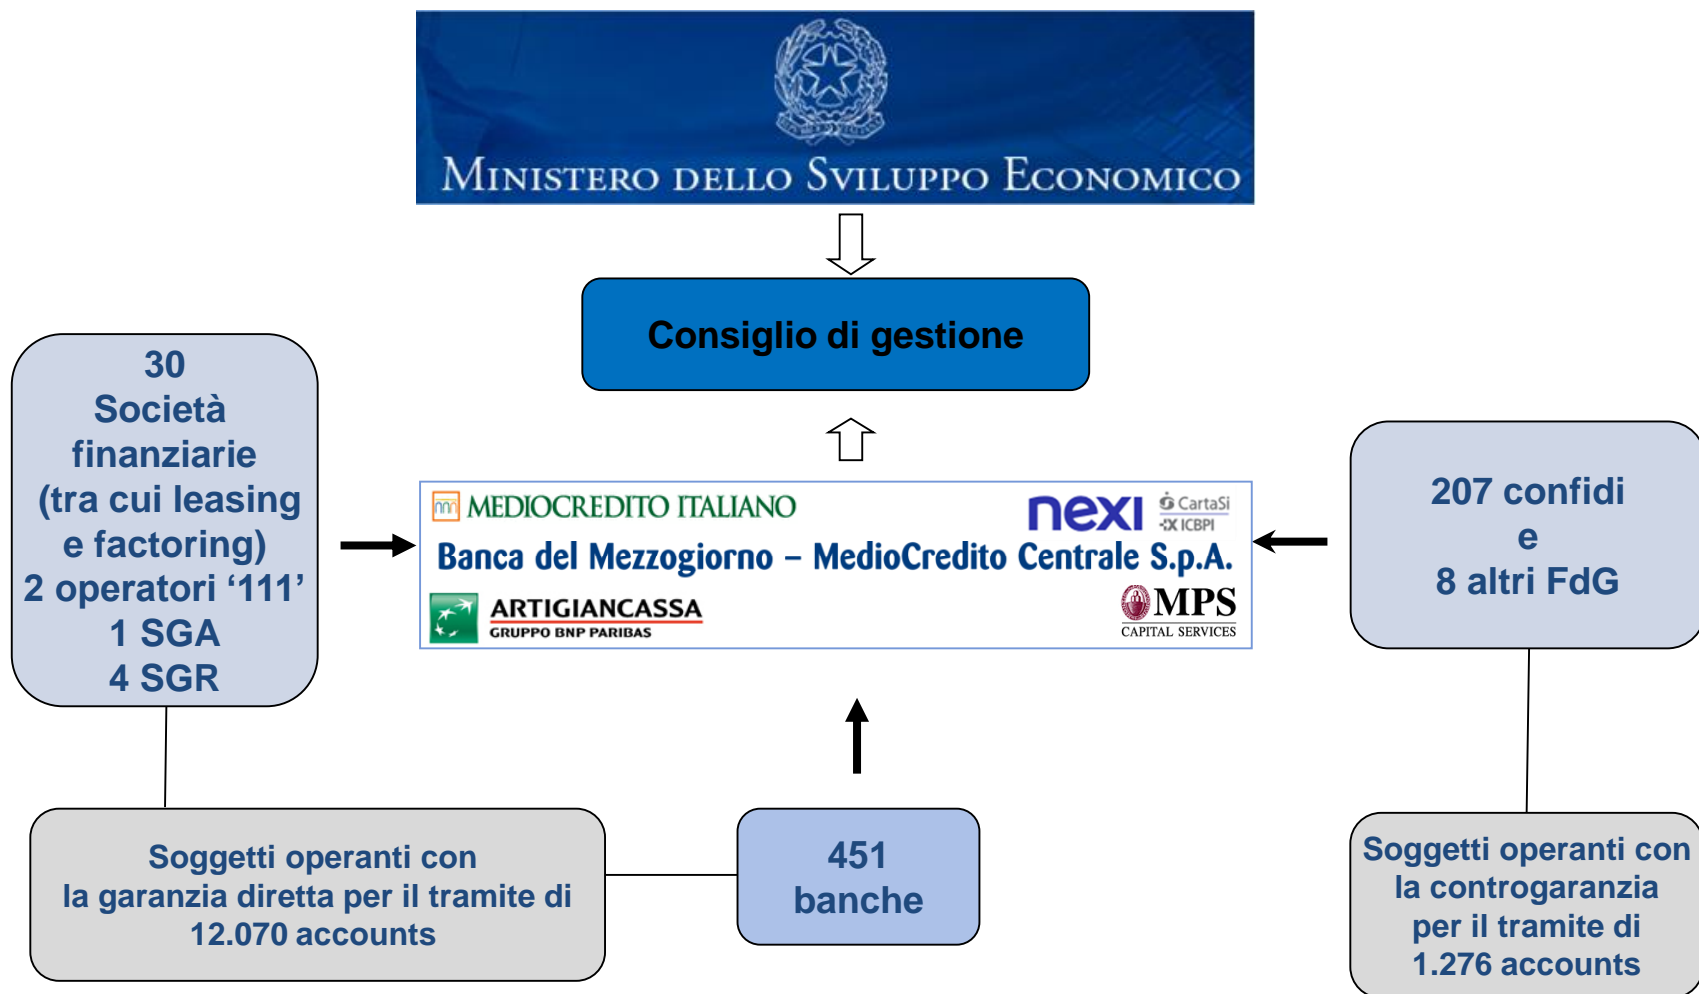 MINISTERO DELLO SVILUPPO ECONOMICO
Consiglio di gestione
30
Società
finanziarie
(tra cui leasing
e factoring)
2 operatori ‘111’
1 SGA
4 SGR
MEDIOCREDITO ITALIANO
nexi
CartaSi
ICBPI
Banca del Mezzogiorno – MedioCredito Centrale S.p.A.
ARTIGIANCASSA
GRUPPO BNP PARIBAS
MPS
CAPITAL SERVICES
207 confidi
e
8 altri FdG
Soggetti operanti con
la garanzia diretta per il tramite di
12.070 accounts
451
banche
Soggetti operanti con
la controgaranzia
per il tramite di
1.276 accounts